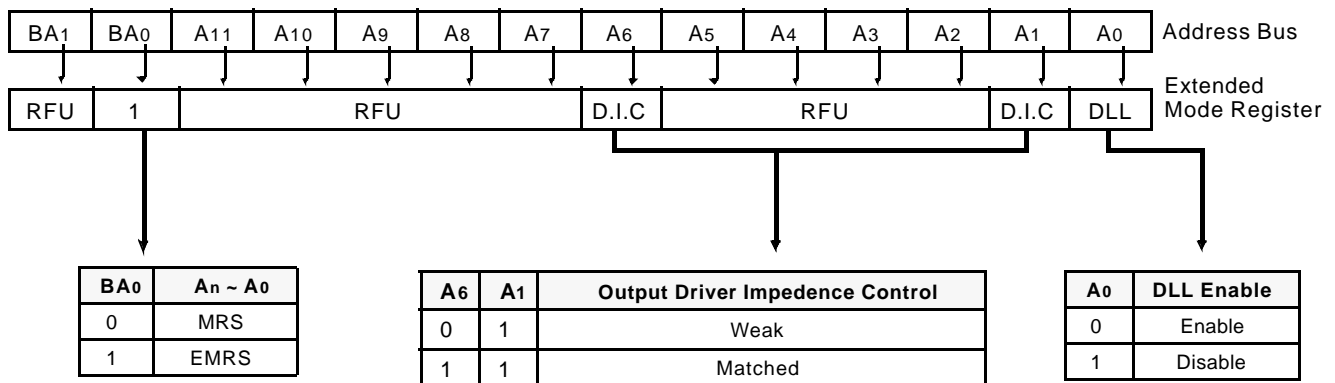 BA1 BA0 A11 A10 A9 A8 A7 A6 A5 A4 A3 A2 A1 A0 Address Bus
RFU 1 RFU D.I.C RFU D.I.C DLL Extended
Mode Register
BA0 An ~ A0
0 MRS
1 EMRS
A6 A1 Output Driver Impedence Control
0 1 Weak
1 1 Matched
A0 DLL Enable
0 Enable
1 Disable